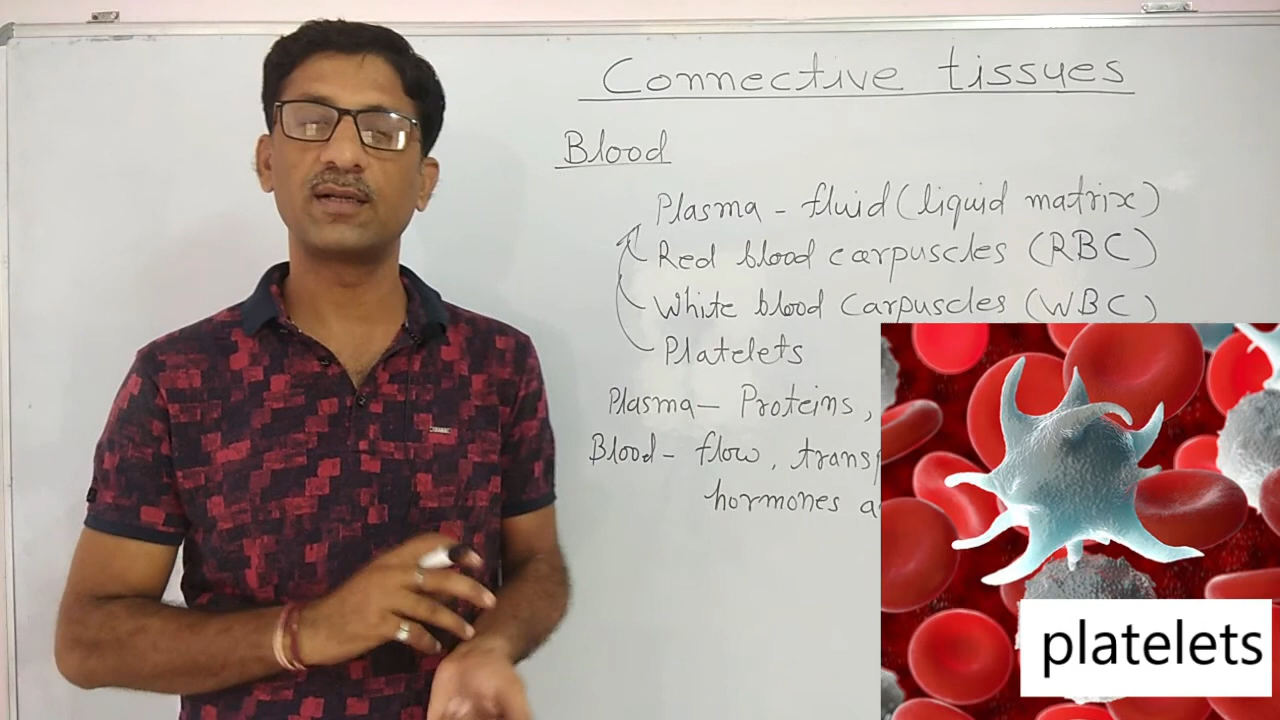 Connective tissues
Blood
Plasma - fluid (liquid matrix)
Red blood carpuscles (RBC)
White blood carpuscles (WBC)
Platelets
Plasma - Proteins,
Blood - flow, transp
hormones a
platelets